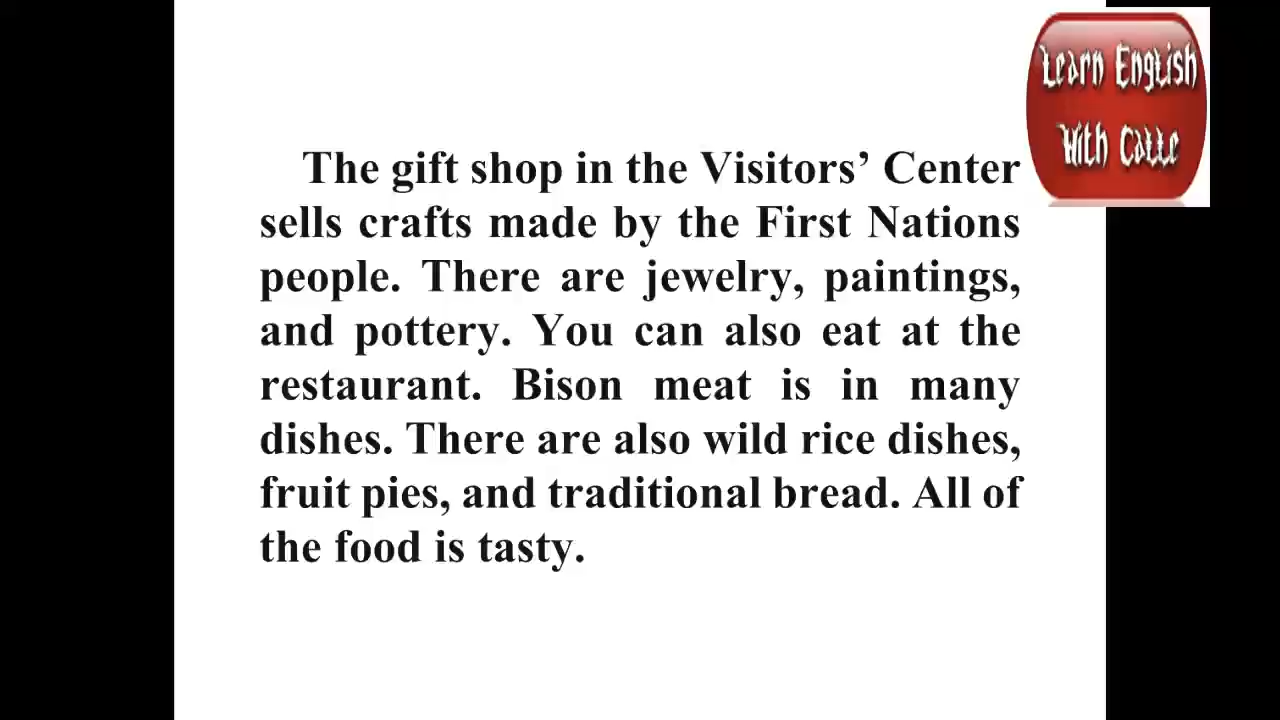 Learn English
With Calle
The gift shop in the Visitors’ Center
sells crafts made by the First Nations
people. There are jewelry, paintings,
and pottery. You can also eat at the
restaurant. Bison meat is in many
dishes. There are also wild rice dishes,
fruit pies, and traditional bread. All of
the food is tasty.